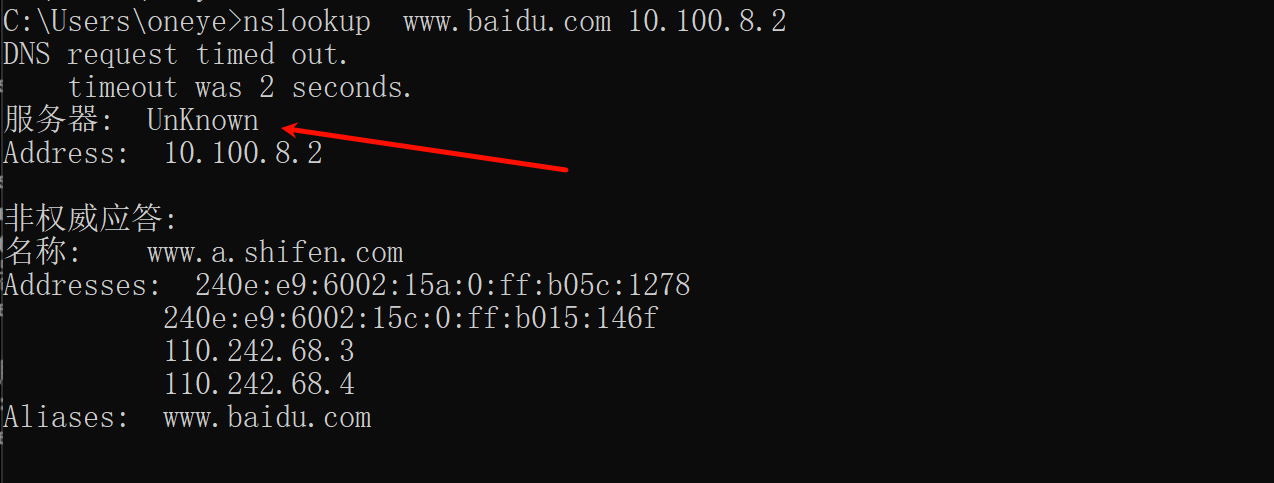 C:\Users\oneye>nslookup  www.baidu.com 10.100.8.2
DNS request timed out.
    timeout was 2 seconds.
服务器:  UnKnown
Address:  10.100.8.2

非权威应答:
名称:    www.a.shifen.com
Addresses:  240e:e9:6002:15a:0:ff:b05c:1278
          240e:e9:6002:15c:0:ff:b015:146f
          110.242.68.3
          110.242.68.4
Aliases:  www.baidu.com